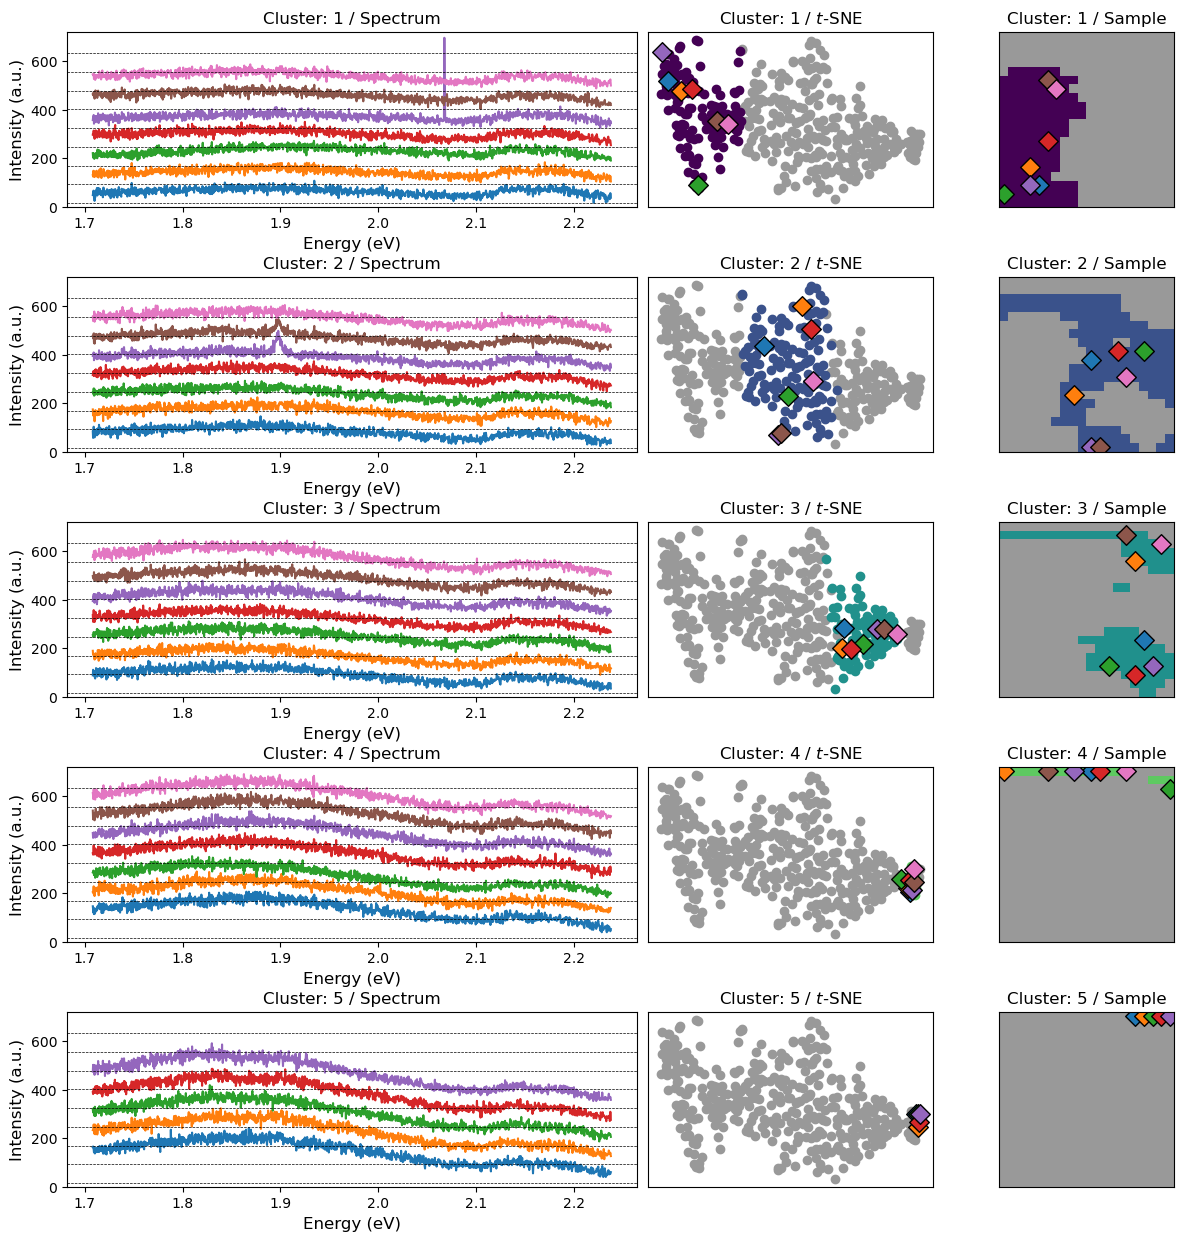 Cluster: 1 / Spectrum
Cluster: 1 / t-SNE
Cluster: 1 / Sample
Intensity (a.u.)
600
400
200
0
1.7 1.8 1.9 2.0 2.1 2.2
Energy (eV)
Cluster: 2 / Spectrum
Cluster: 2 / t-SNE
Cluster: 2 / Sample
Intensity (a.u.)
600
400
200
0
1.7 1.8 1.9 2.0 2.1 2.2
Energy (eV)
Cluster: 3 / Spectrum
Cluster: 3 / t-SNE
Cluster: 3 / Sample
Intensity (a.u.)
600
400
200
0
1.7 1.8 1.9 2.0 2.1 2.2
Energy (eV)
Cluster: 4 / Spectrum
Cluster: 4 / t-SNE
Cluster: 4 / Sample
Intensity (a.u.)
600
400
200
0
1.7 1.8 1.9 2.0 2.1 2.2
Energy (eV)
Cluster: 5 / Spectrum
Cluster: 5 / t-SNE
Cluster: 5 / Sample
Intensity (a.u.)
600
400
200
0
1.7 1.8 1.9 2.0 2.1 2.2
Energy (eV)